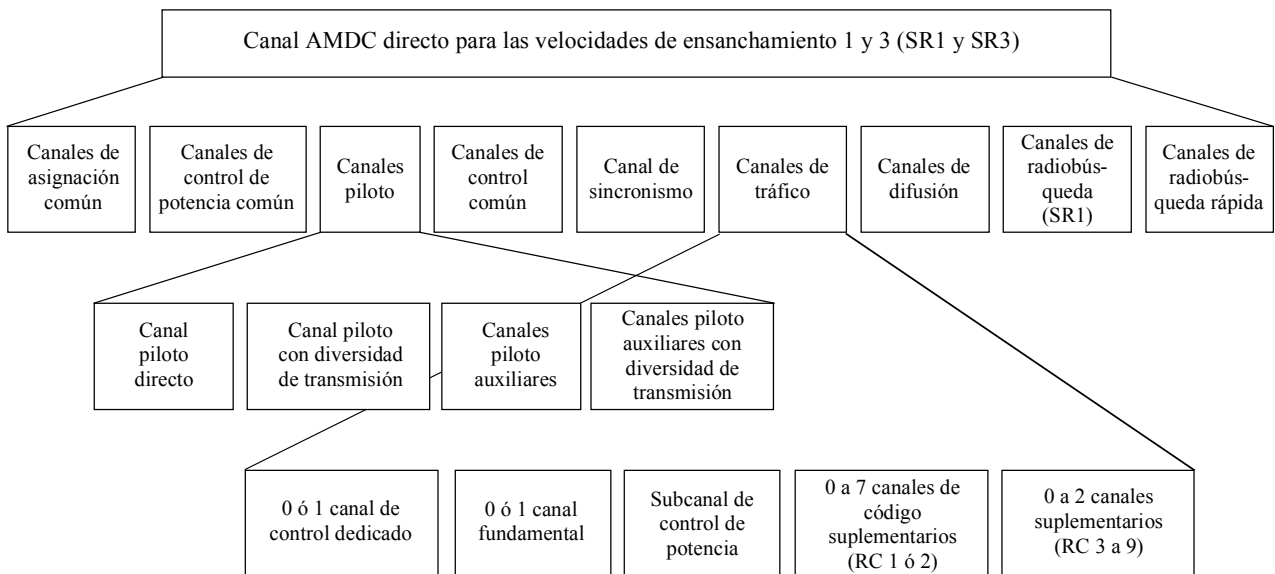 Canal AMDC directo para las velocidades de ensanchamiento 1 y 3 (SR1 y SR3)
Canales de
asignación
común
Canales de
control de
potencia común
Canales
piloto
Canales de
control
común
Canal de
sincronismo
Canales de
tráfico
Canales de
difusión
Canales de
radiobús-
queda
(SR1)
Canales de
radiobús-
queda rápida
Canal
piloto
directo
Canal piloto
con diversidad
de transmisión
Canales
piloto
auxiliares
Canales piloto
auxiliares con
diversidad de
transmisión
0 ó 1 canal de
control dedicado
0 ó 1 canal
fundamental
Subcanal de
control de
potencia
0 a 7 canales de
código
suplementarios
(RC 1 ó 2)
0 a 2 canales
suplementarios
(RC 3 a 9)